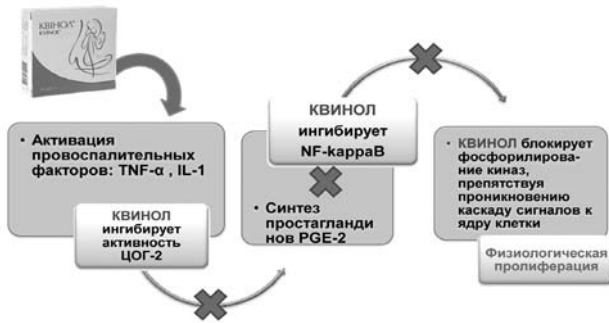 КВИНОЛ
• Активация
провоспалительных
факторов: TNF-α , IL-1
КВИНОЛ
ингибирует
активность
ЦОГ-2
КВИНОЛ
ингибирует
NF-kappaB
• Синтез
простагланди
нов PGE-2
• КВИНОЛ блокирует
фосфорилирова-
ние киназ,
препятствуя
проникновению
каскаду сигналов к
ядру клетки
Физиологическая
пролиферация